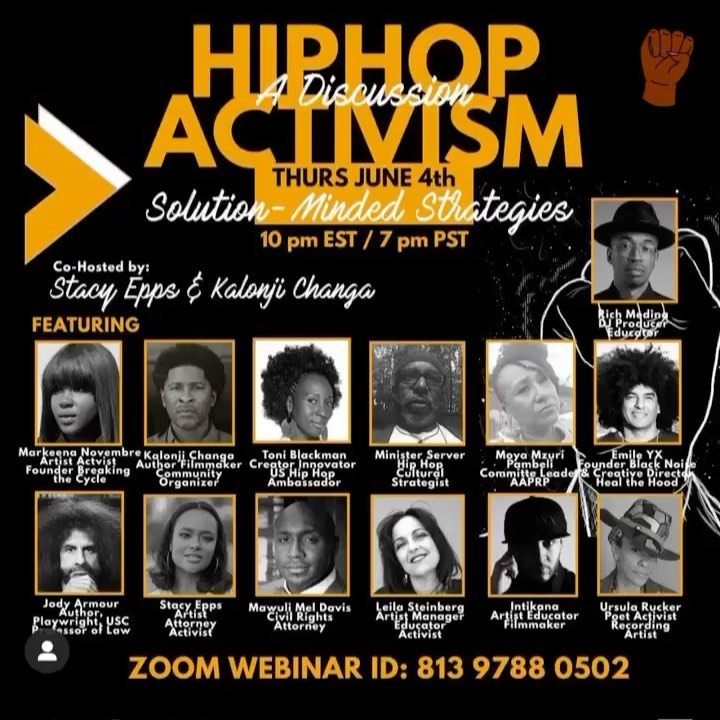 HIPHOP
A Discussion
ACTIVISM
THURS JUNE 4th
Solution-Minded Strategies
10 pm EST / 7 pm PST
Co-Hosted by:
Stacy Epps & Kalonji Changa
FEATURING
Rich Medina
DJ Producer
Educator
Markeena Novembre
Artist Actvist
Founder Breaking
the Cycle
Kalonji Changa
Author Filmmaker
Community
Organizer
Toni Blackman
Creator Innovator
US Hip Hop
Ambassador
Minister Server
Hip Hop
Cultural
Strategist
Moya Mzuri
Pambeli
Committe Leader
AAPRP
Emile YX
Founder Black Noise
& Creative Director
Heal the Hood
Jody Armour
Author,
Playwright, USC
Professor of Law
Stacy Epps
Artist
Attorney
Activist
Mawuli Mel Davis
Civil Rights
Attorney
Leila Steinberg
Artist Manager
Educator
Activist
Intikana
Artist Educator
Filmmaker
Ursula Rucker
Poet Activist
Recording
Artist
ZOOM WEBINAR ID: 813 9788 0502